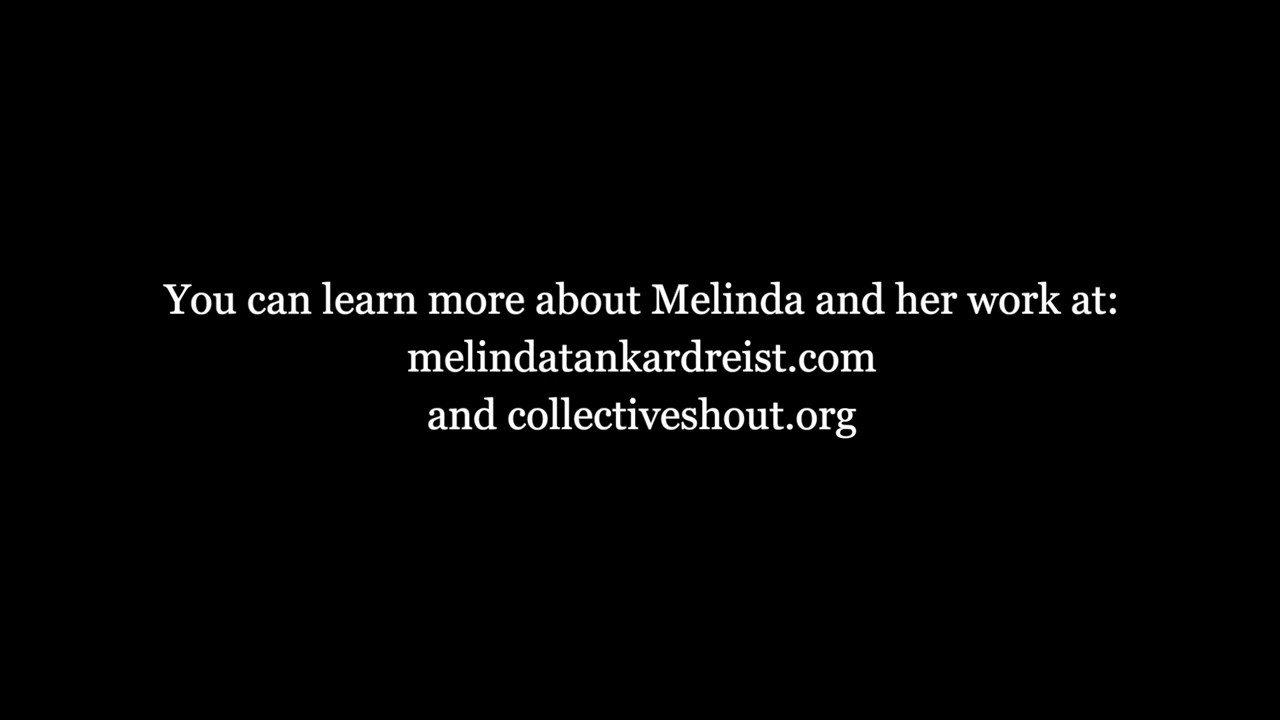 You can learn more about Melinda and her work at:
melindatankardreist.com
and collectiveshout.org